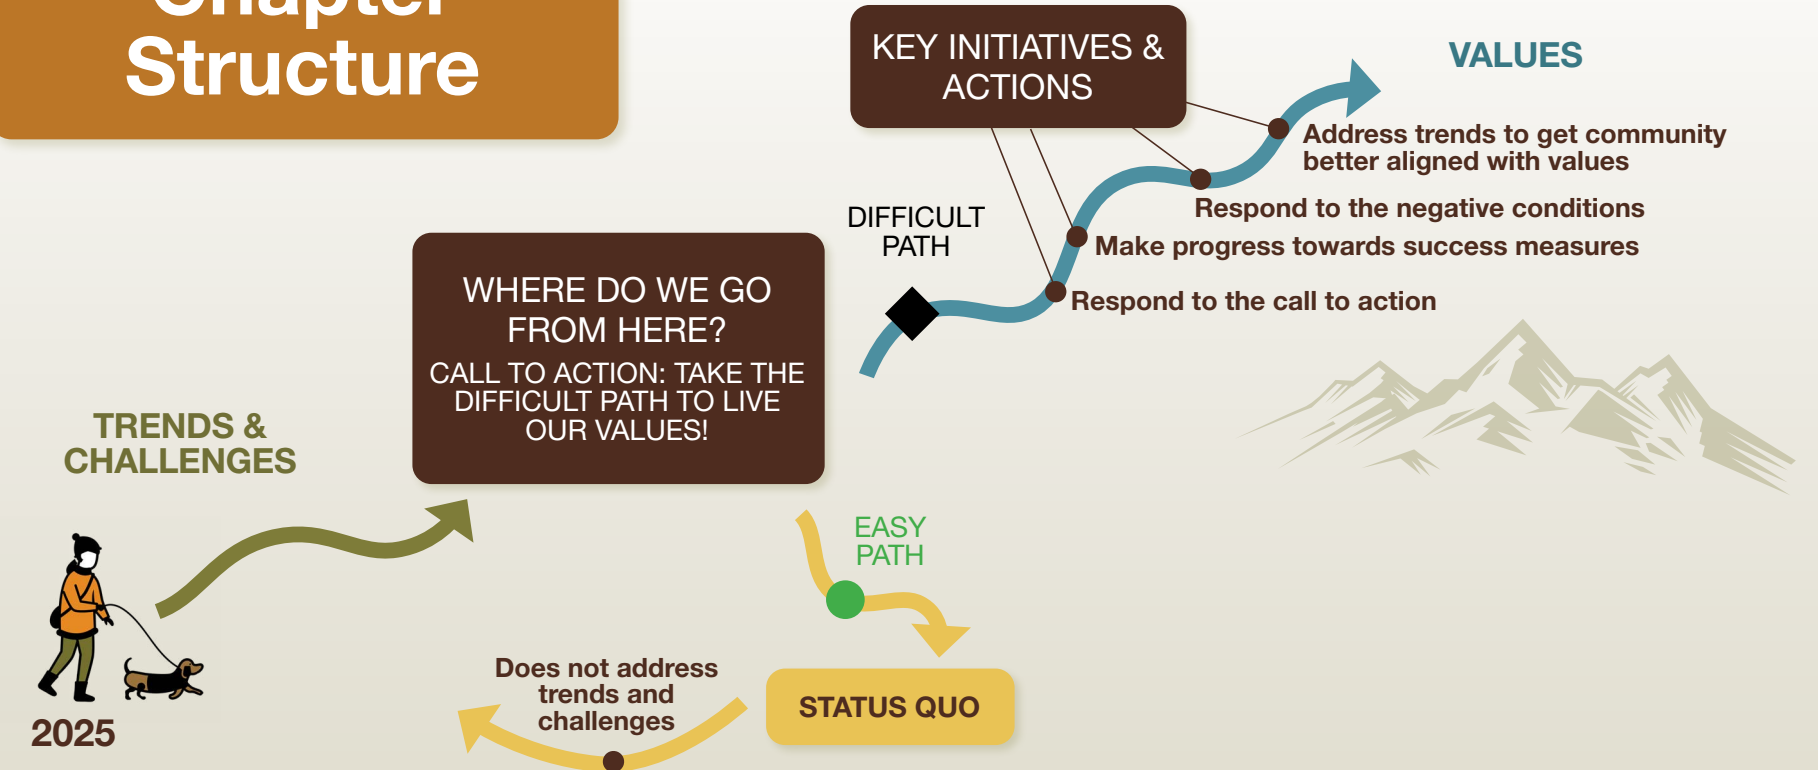 Chapter
Structure
KEY INITIATIVES &
ACTIONS
VALUES
Address trends to get community
better aligned with values
Respond to the negative conditions
Make progress towards success measures
Respond to the call to action
DIFFICULT
PATH
WHERE DO WE GO
FROM HERE?
CALL TO ACTION: TAKE THE
DIFFICULT PATH TO LIVE
OUR VALUES!
TRENDS &
CHALLENGES
2025
EASY
PATH
STATUS QUO
Does not address
trends and
challenges